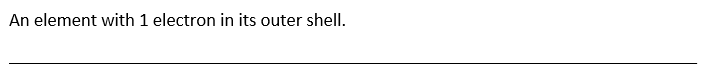 An element with 1 electron in its outer shell.